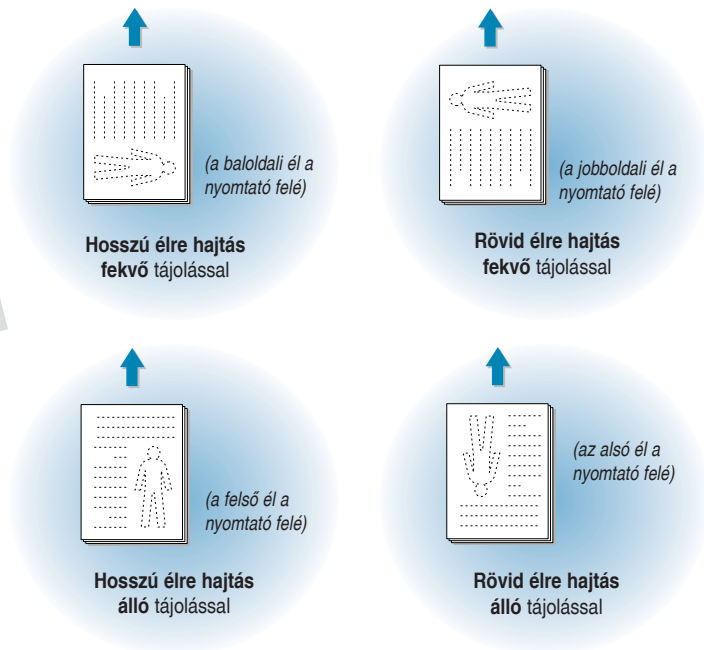 (a baloldali él a
nyomtató felé)
Hosszú élre hajtás
fekvő tájolással
(a jobboldali él a
nyomtató felé)
Rövid élre hajtás
fekvő tájolással
(a felső él a
nyomtató felé)
Hosszú élre hajtás
álló tájolással
(az alsó él a
nyomtató felé)
Rövid élre hajtás
álló tájolással